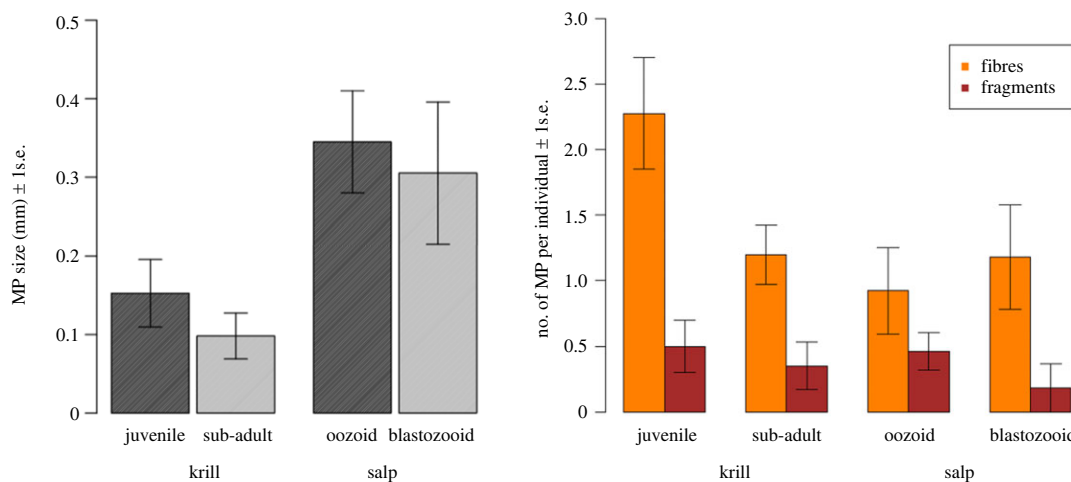 MP size (mm) ± 1s.e.
0.5
0.4
0.3
0.2
0.1
0
juvenile sub-adult oozoid blastozooid
krill salp
no. of MP per individual ± 1s.e.
3.0
2.5
2.0
1.5
1.0
0.5
0
fibres
fragments
juvenile sub-adult oozoid blastozooid
krill salp